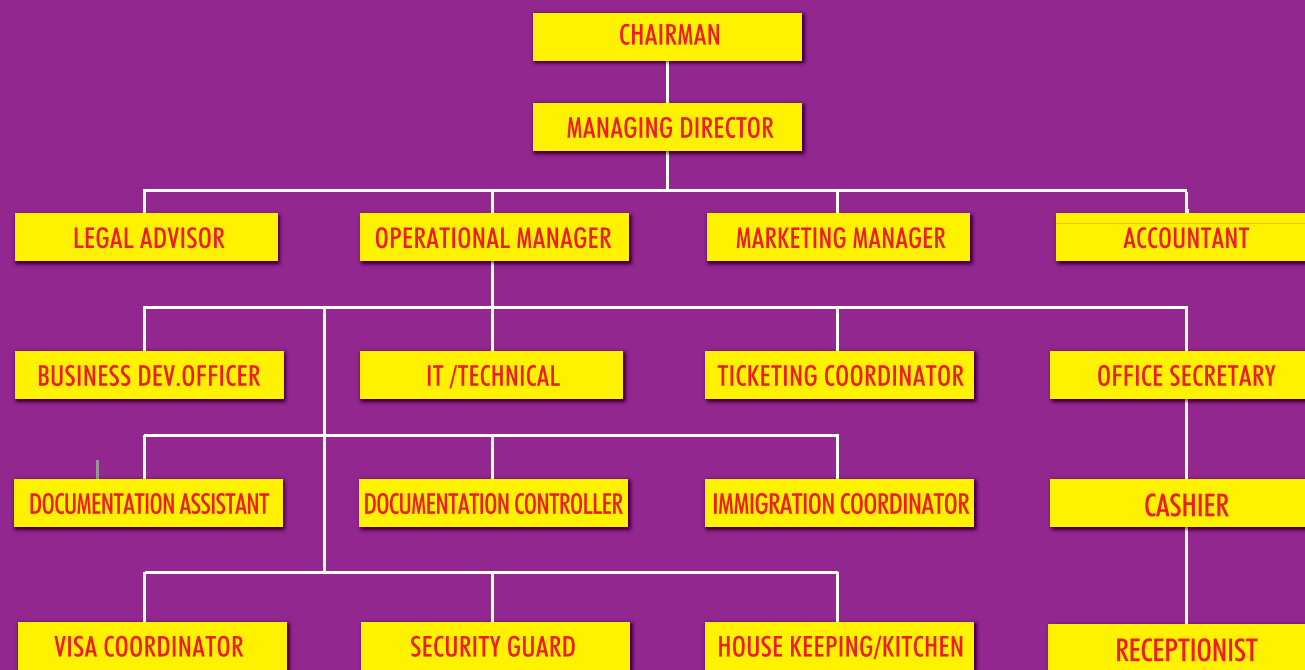 CHAIRMAN
MANAGING DIRECTOR
LEGAL ADVISOR
OPERATIONAL MANAGER
MARKETING MANAGER
ACCOUNTANT
BUSINESS DEV.OFFICER
IT /TECHNICAL
TICKETING COORDINATOR
OFFICE SECRETARY
DOCUMENTATION ASSISTANT
DOCUMENTATION CONTROLLER
IMMIGRATION COORDINATOR
CASHIER
VISA COORDINATOR
SECURITY GUARD
HOUSE KEEPING/KITCHEN
RECEPTIONIST